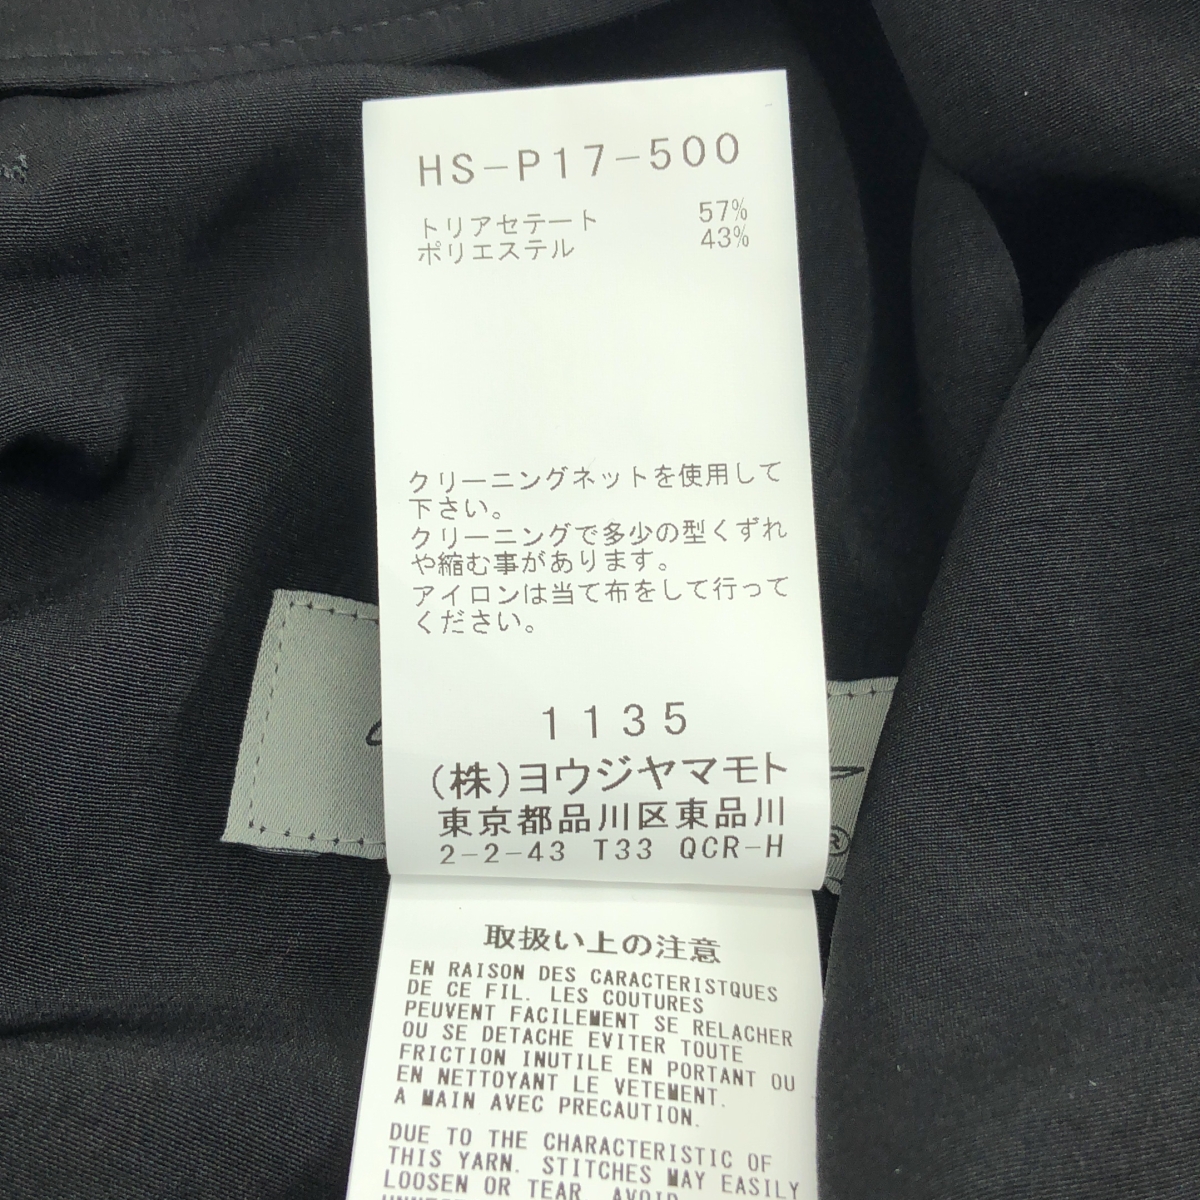 HS-P17-500
トリアセテート 57%
ポリエステル 43%
クリーニングネットを使用して
下さい。
クリーニングで多少の型くずれ
や縮む事があります。
アイロンは当て布をして行って
ください。
1135
(株)ヨウジヤマモト
東京都品川区東品川
2-2-43 T33 QCR-H
®
取扱い上の注意
EN RAISON DES CARACTERISTQUES
DE CE FIL. LES COUTURES
PEUVENT FACILEMENT SE RELACHER
OU SE DETACHE EVITER TOUTE
FRICTION INUTILE EN PORTANT OU
EN NETTOYANT LE VETEMENT.
A MAIN AVEC PRECAUTION.
DUE TO THE CHARACTERISTIC OF
THIS YARN. STITCHES MAY EASILY
LOOSEN OR TEAR. AVOID